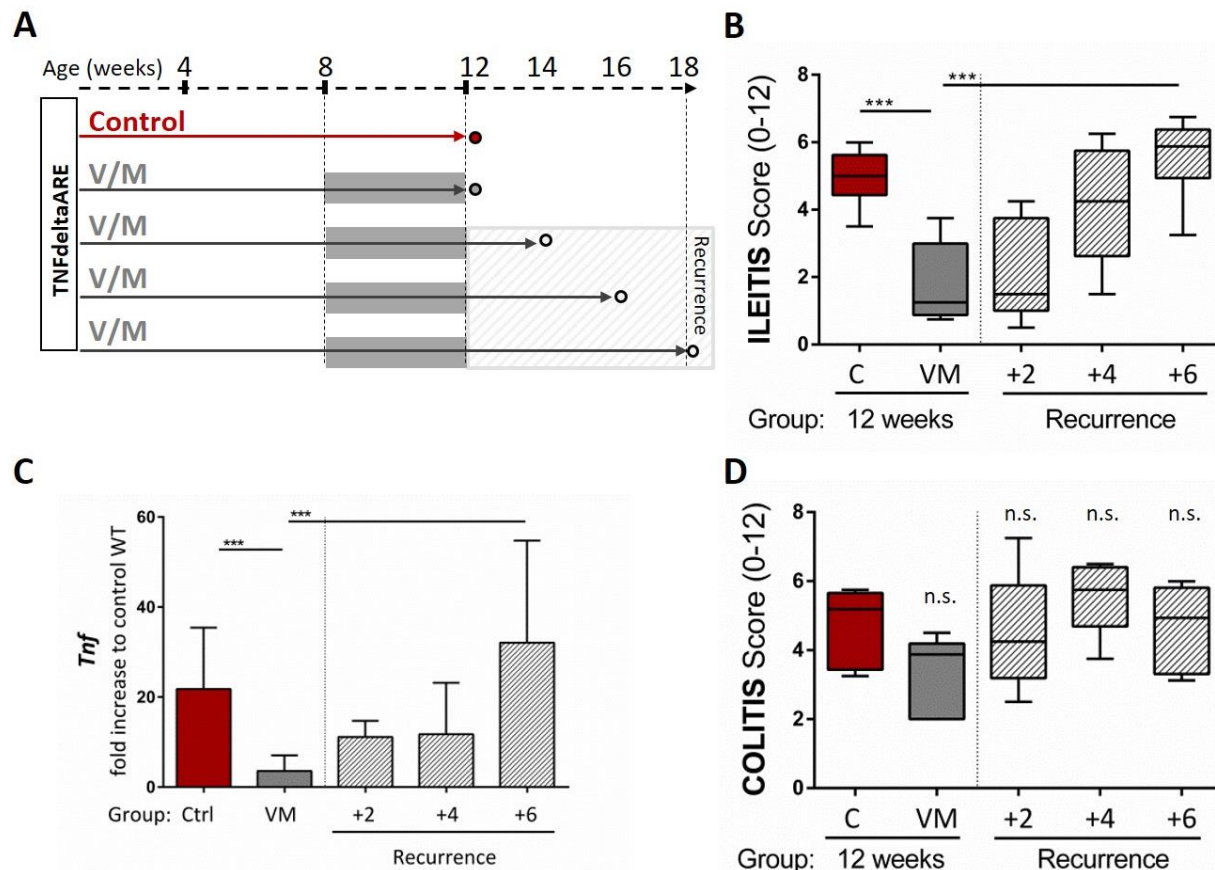 A
Age (weeks) 4 8 12 14 16 18
TNFdeltaARE
Control
V/M
V/M
V/M
V/M
Recurrence
B
ILEITIS Score (0-12)
8
6
4
2
0
***
***
C VM +2 +4 +6
Group: 12 weeks Recurrence
C
Tnf
fold increase to control WT
60
40
20
0
***
***
Group: Ctrl VM +2 +4 +6
Recurrence
D
COLITIS Score (0-12)
8
6
4
2
0
n.s. n.s. n.s. n.s.
C VM +2 +4 +6
Group: 12 weeks Recurrence